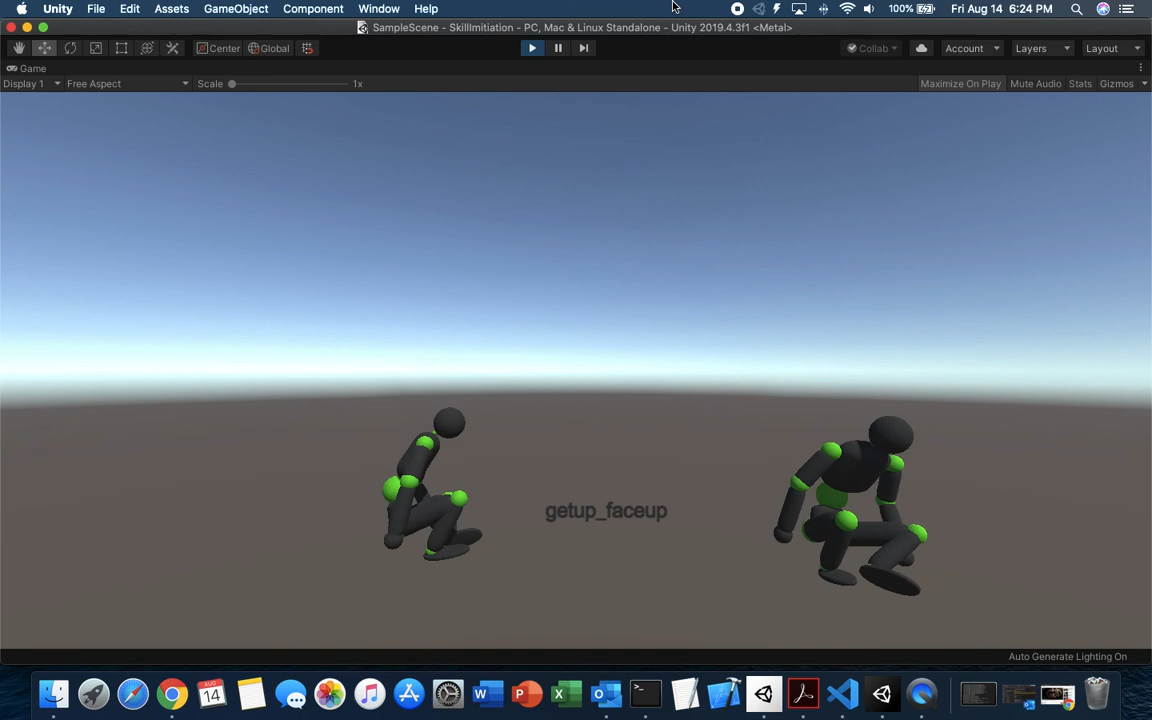 Unity File Edit Assets GameObject Component Window Help 100% Fri Aug 14 6:24 PM
SampleScene - SkillImitiation - PC, Mac & Linux Standalone - Unity 2019.4.3f1 <Metal>
Center Global Collab Account Layers Layout
Game
Display 1 Free Aspect Scale 1x Maximize On Play Mute Audio Stats Gizmos
getup_faceup
Auto Generate Lighting On
AUG
14
W P X O